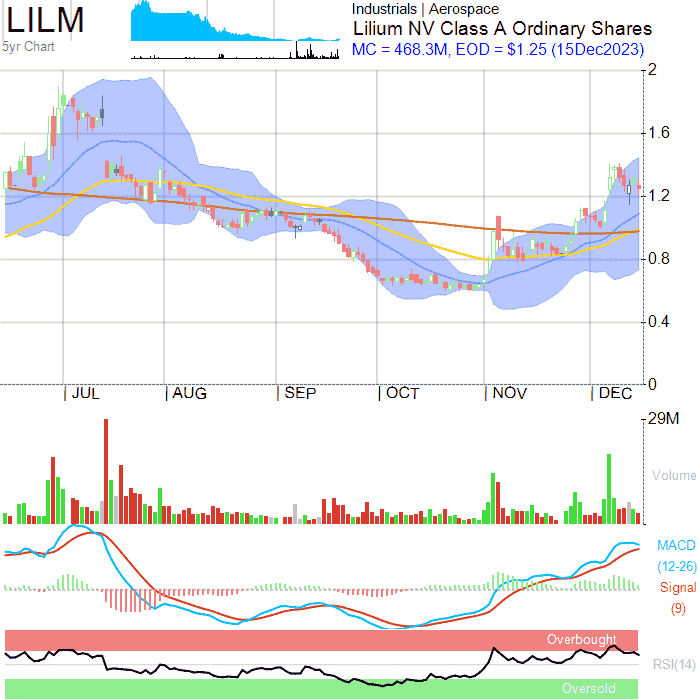 LILM
5yr Chart
Industrials | Aerospace
Lilium NV Class A Ordinary Shares
MC = 468.3M, EOD = $1.25 (15Dec2023)
2
1.6
1.2
0.8
0.4
0
JUL AUG SEP OCT NOV DEC
29M
Volume
MACD
(12-26)
Signal
(9)
Overbought
RSI(14)
Oversold